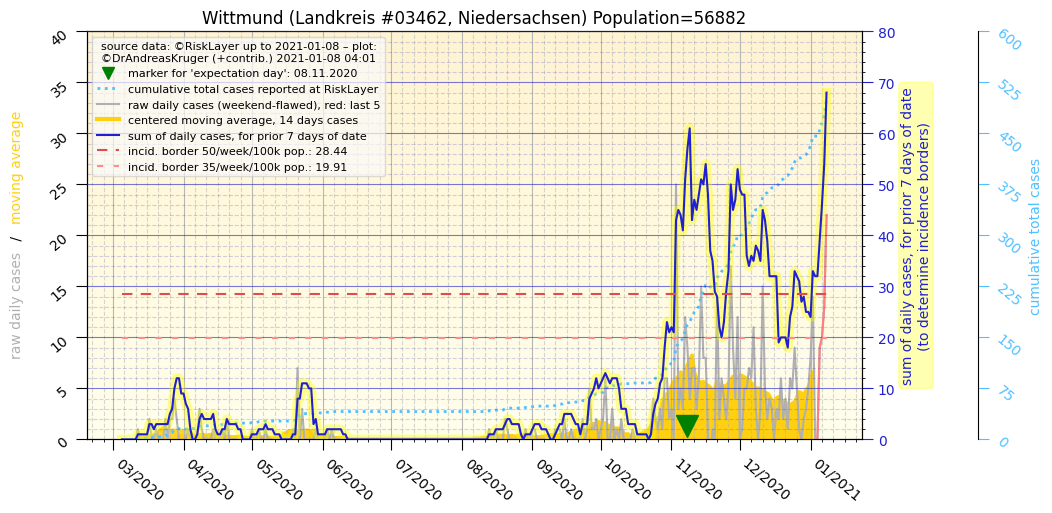 Wittmund (Landkreis #03462, Niedersachsen) Population=56882
source data: ©RiskLayer up to 2021-01-08 – plot:
©DrAndreasKruger (+contrib.) 2021-01-08 04:01
marker for 'expectation day': 08.11.2020
cumulative total cases reported at RiskLayer
raw daily cases (weekend-flawed), red: last 5
centered moving average, 14 days cases
sum of daily cases, for prior 7 days of date
incid. border 50/week/100k pop.: 28.44
incid. border 35/week/100k pop.: 19.91
raw daily cases / moving average
40
35
30
25
20
15
10
5
0
03/2020
04/2020
05/2020
06/2020
07/2020
08/2020
09/2020
10/2020
11/2020
12/2020
01/2021
80
70
60
50
40
30
20
10
0
sum of daily cases, for prior 7 days of date
(to determine incidence borders)
600
525
450
375
300
225
150
75
0
cumulative total cases